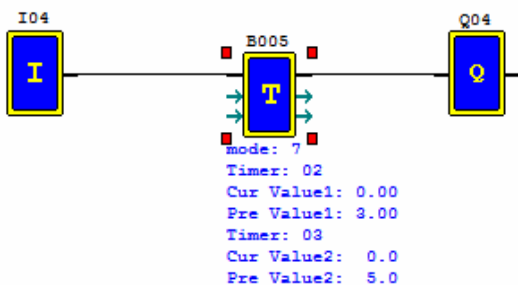 I04
B005
Q04
I
T
Q
mode: 7
Timer: 02
Cur Value1: 0.00
Pre Value1: 3.00
Timer: 03
Cur Value2: 0.0
Pre Value2: 5.0